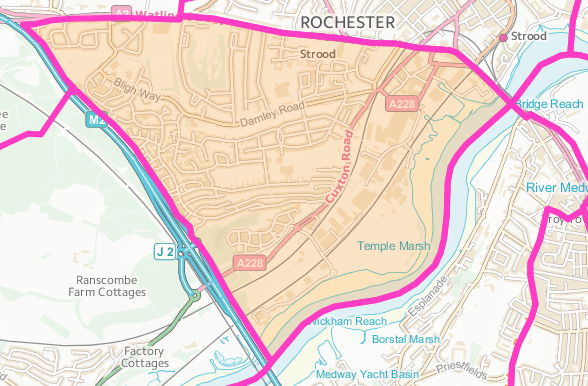 A2 Watlin
ROCHESTER
Strood
Strood
Bligh Way
Darnley Road
A228
Bridge Reach
M2
Cuxton Road
River Medw
Temple Marsh
J 2
A228
Ranscombe
Farm Cottages
Esplanade
Wickham Reach
Borstal Marsh
Factory
Cottages
Medway Yacht Basin
Priestfields